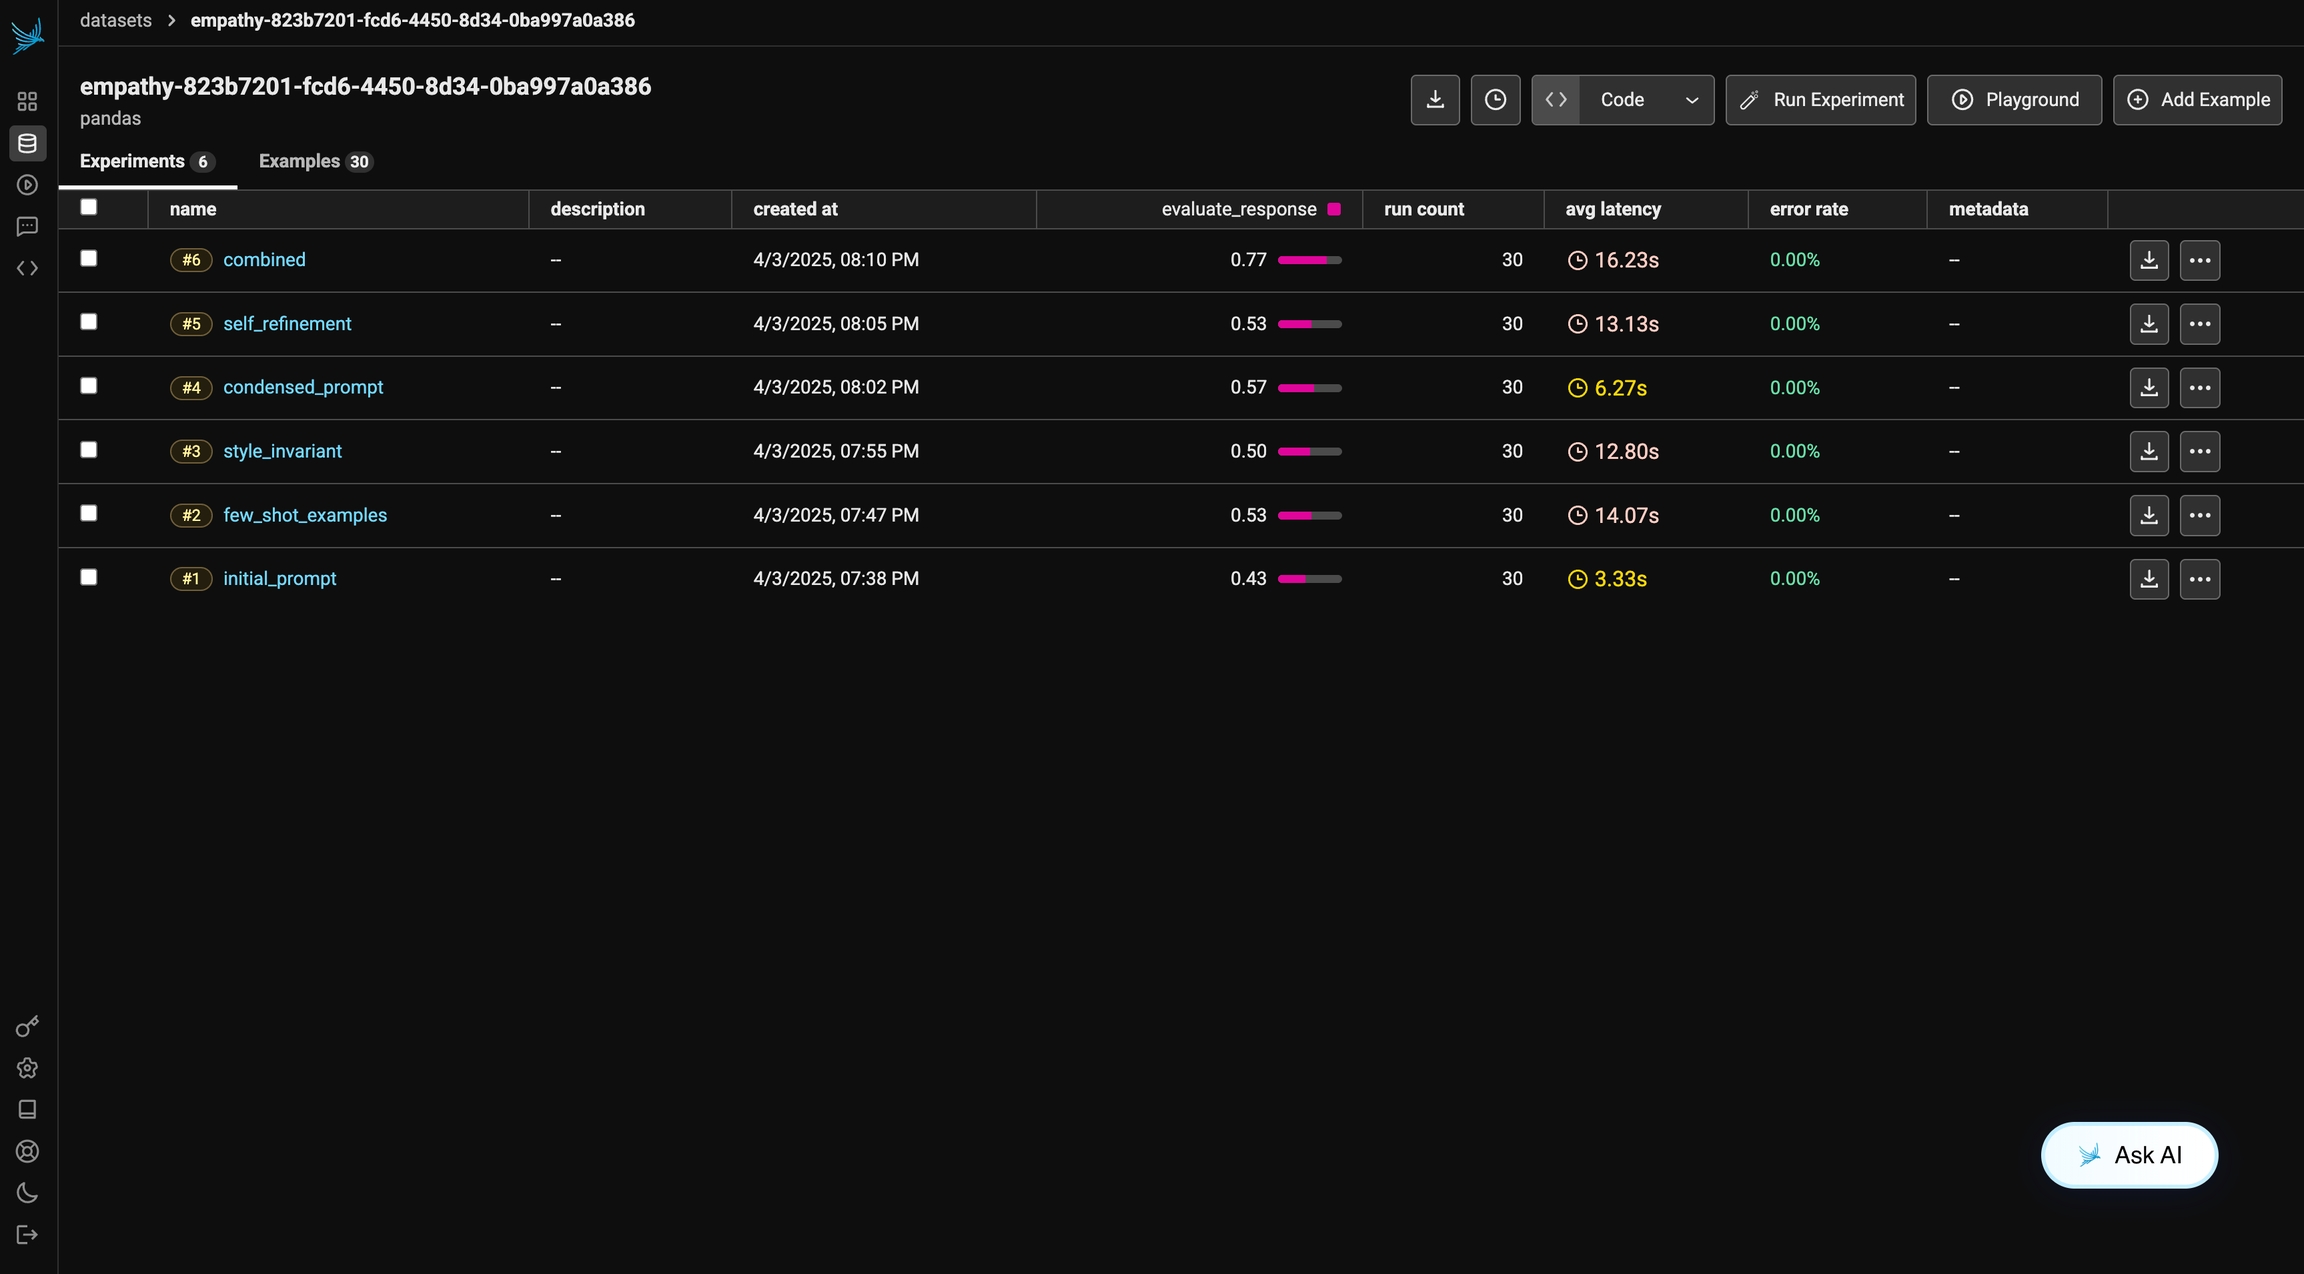 datasets > empathy-823b7201-fcd6-4450-8d34-0ba997a0a386
empathy-823b7201-fcd6-4450-8d34-0ba997a0a386
pandas
Code Run Experiment Playground Add Example
Experiments 6 Examples 30
name description created at evaluate_response run count avg latency error rate metadata
#6 combined -- 4/3/2025, 08:10 PM 0.77 30 16.23s 0.00% --
#5 self_refinement -- 4/3/2025, 08:05 PM 0.53 30 13.13s 0.00% --
#4 condensed_prompt -- 4/3/2025, 08:02 PM 0.57 30 6.27s 0.00% --
#3 style_invariant -- 4/3/2025, 07:55 PM 0.50 30 12.80s 0.00% --
#2 few_shot_examples -- 4/3/2025, 07:47 PM 0.53 30 14.07s 0.00% --
#1 initial_prompt -- 4/3/2025, 07:38 PM 0.43 30 3.33s 0.00% --
Ask AI